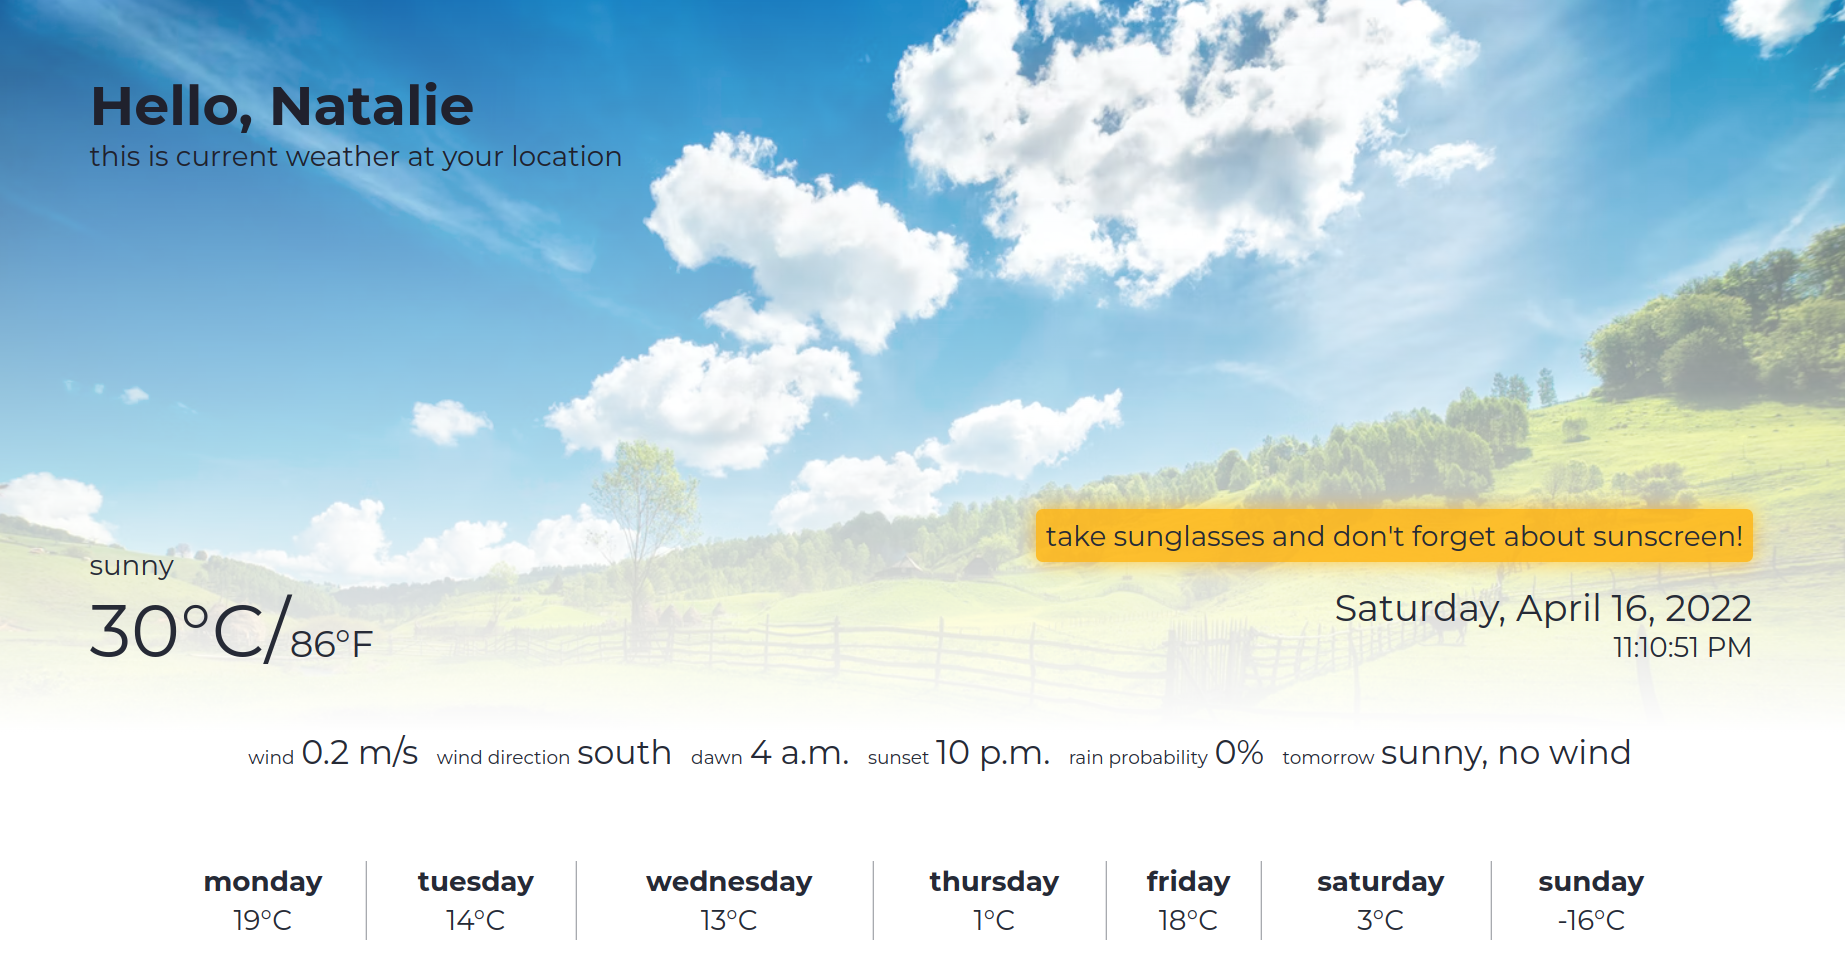 Hello, Natalie
this is current weather at your location
take sunglasses and don't forget about sunscreen!
sunny
30°C/86°F
Saturday, April 16, 2022
11:10:51 PM
wind 0.2 m/s wind direction south dawn 4 a.m. sunset 10 p.m. rain probability 0% tomorrow sunny, no wind
monday tuesday wednesday thursday friday saturday sunday
19°C 14°C 13°C 1°C 18°C 3°C -16°C